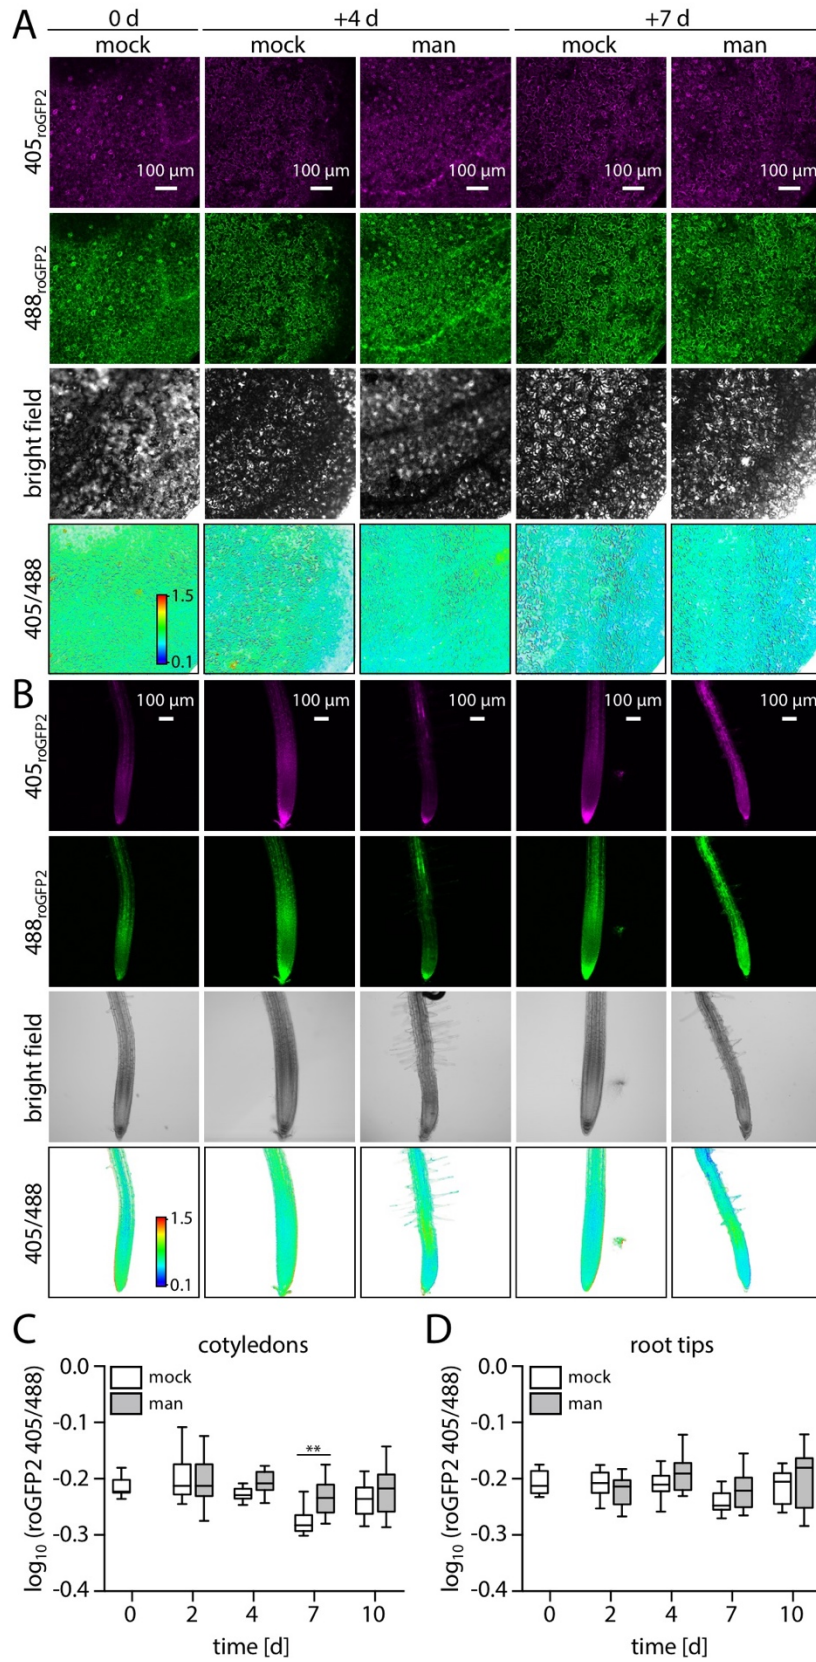 A
0 d
+4 d
+7 d
mock
mock
man
mock
man
405roGFP2
100 µm
100 µm
100 µm
100 µm
100 µm
488roGFP2
bright field
405/488
1.5
0.1
B
405roGFP2
100 µm
100 µm
100 µm
100 µm
100 µm
488roGFP2
bright field
405/488
1.5
0.1
C
cotyledons
log10 (roGFP2 405/488)
0.0
-0.1
-0.2
-0.3
-0.4
mock
man
**
0 2 4 7 10
time [d]
D
root tips
log10 (roGFP2 405/488)
0.0
-0.1
-0.2
-0.3
-0.4
mock
man
0 2 4 7 10
time [d]